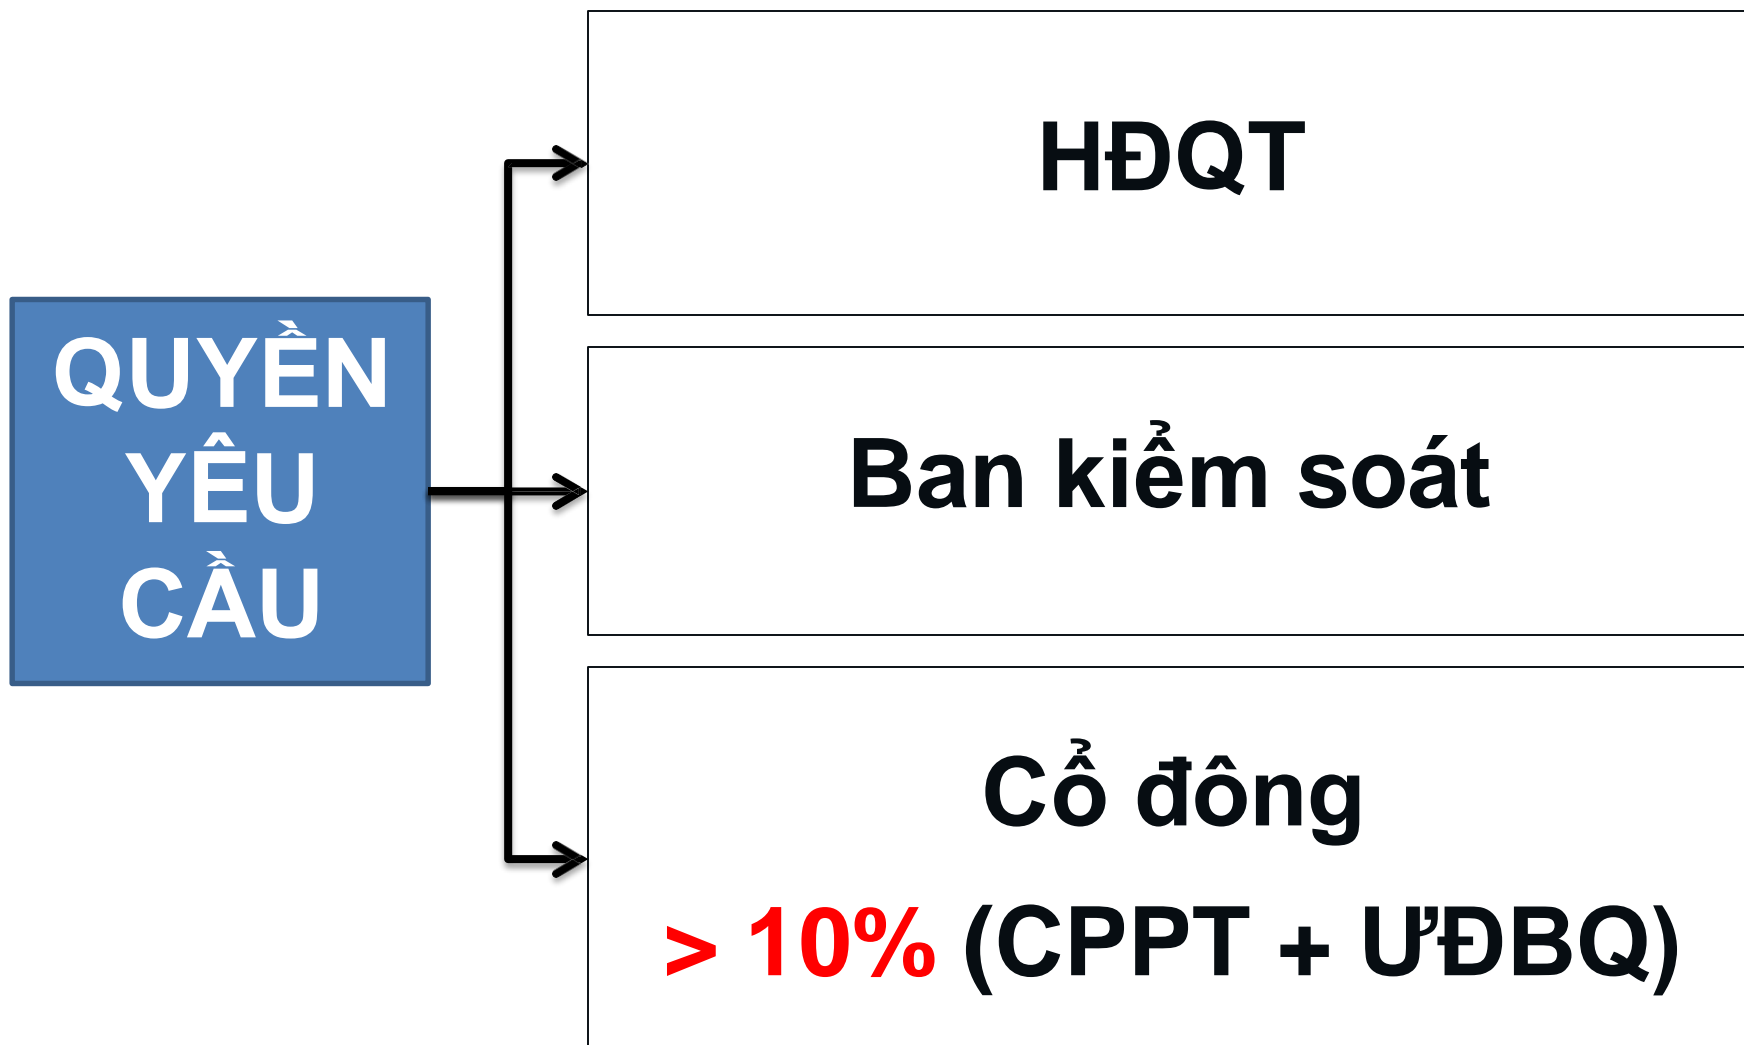 QUYỀN
YÊU
CẦU
HĐQT
Ban kiểm soát
Cổ đông
> 10% (CPPT + ƯĐBQ)